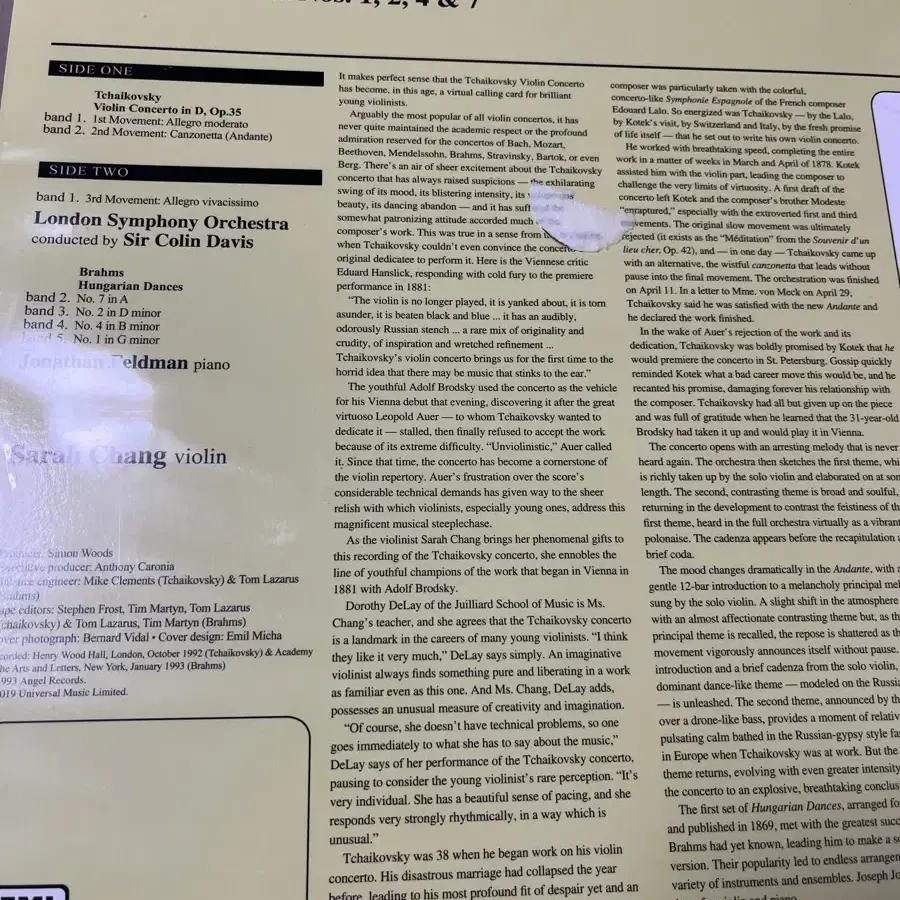 Nos. 1, 2, 4 & 7
SIDE ONE
Tchaikovsky
Violin Concerto in D, Op.35
band 1. 1st Movement: Allegro moderato
band 2. 2nd Movement: Canzonetta (Andante)
SIDE TWO
band 1. 3rd Movement: Allegro vivacissimo
London Symphony Orchestra
conducted by Sir Colin Davis
Brahms
Hungarian Dances
band 2. No. 7 in A
band 3. No. 2 in D minor
band 4. No. 4 in B minor
band 5. No. 1 in G minor
Jonathan Feldman piano
Sarah Chang violin
Simon Woods
producer: Anthony Caronia
engineer: Mike Clements (Tchaikovsky) & Tom Lazarus
editors: Stephen Frost, Tim Martyn, Tom Lazarus
& Tom Lazarus, Tim Martyn (Brahms)
photograph: Bernard Vidal • Cover design: Emil Micha
Henry Wood Hall, London, October 1992 (Tchaikovsky) & Academy
Arts and Letters, New York, January 1993 (Brahms)
Angel Records.
Universal Music Limited.
It makes perfect sense that the Tchaikovsky Violin Concerto
has become, in this age, a virtual calling card for brilliant
young violinists.
Arguably the most popular of all violin concertos, it has
never quite maintained the academic respect or the profound
admiration reserved for the concertos of Bach, Mozart,
Beethoven, Mendelssohn, Brahms, Stravinsky, Bartok, or even
Berg. There's an air of sheer excitement about the Tchaikovsky
concerto that has always raised suspicions — the exhilarating
swing of its mood, its blistering intensity, its
beauty, its dancing abandon — and it has
somewhat patronizing attitude accorded much
composer's work. This was true in a sense from
when Tchaikovsky couldn't even convince the
original dedicatee to perform it. Here is the Viennese critic
Eduard Hanslick, responding with cold fury to the premiere
performance in 1881:
"The violin is no longer played, it is yanked about, it is torn
asunder, it is beaten black and blue ... it has an audibly,
odorously Russian stench ... a rare mix of originality and
crudity, of inspiration and wretched refinement ...
Tchaikovsky's violin concerto brings us for the first time to the
horrid idea that there may be music that stinks to the ear."
The youthful Adolf Brodsky used the concerto as the vehicle
for his Vienna debut that evening, discovering it after the great
virtuoso Leopold Auer — to whom Tchaikovsky wanted to
dedicate it — stalled, then finally refused to accept the work
because of its extreme difficulty. "Unviolinistic," Auer called
it. Since that time, the concerto has become a cornerstone of
the violin repertory. Auer's frustration over the score's
considerable technical demands has given way to the sheer
relish with which violinists, especially young ones, address this
magnificent musical steeplechase.
As the violinist Sarah Chang brings her phenomenal gifts to
this recording of the Tchaikovsky concerto, she ennobles the
line of youthful champions of the work that began in Vienna in
1881 with Adolf Brodsky.
Dorothy DeLay of the Juilliard School of Music is Ms.
Chang's teacher, and she agrees that the Tchaikovsky concerto
is a landmark in the careers of many young violinists. "I think
they like it very much," DeLay says simply. An imaginative
violinist always finds something pure and liberating in a work
as familiar even as this one. And Ms. Chang, DeLay adds,
possesses an unusual measure of creativity and imagination.
"Of course, she doesn't have technical problems, so one
goes immediately to what she has to say about the music,"
DeLay says of her performance of the Tchaikovsky concerto,
pausing to consider the young violinist's rare perception. "It's
very individual. She has a beautiful sense of pacing, and she
responds very strongly rhythmically, in a way which is
unusual."
Tchaikovsky was 38 when he began work on his violin
concerto. His disastrous marriage had collapsed the year
before, leading to his most profound fit of despair yet and an
composer was particularly taken with the colorful,
concerto-like Symphonie Espagnole of the French composer
Edouard Lalo. So energized was Tchaikovsky — by the Lalo,
by Kotek's visit, by Switzerland and Italy, by the fresh promise
of life itself — that he set out to write his own violin concerto.
He worked with breathtaking speed, completing the entire
work in a matter of weeks in March and April of 1878. Kotek
assisted him with the violin part, leading the composer to
challenge the very limits of virtuosity. A first draft of the
concerto left Kotek and the composer's brother Modeste
"enraptured," especially with the extroverted first and third
movements. The original slow movement was ultimately
rejected (it exists as the "Méditation" from the Souvenir d'un
lieu cher, Op. 42), and — in one day — Tchaikovsky came up
with an alternative, the wistful canzonetta that leads without
pause into the final movement. The orchestration was finished
on April 11. In a letter to Mme. von Meck on April 29,
Tchaikovsky said he was satisfied with the new Andante and
he declared the work finished.
In the wake of Auer's rejection of the work and its
dedication, Tchaikovsky was boldly promised by Kotek that he
would premiere the concerto in St. Petersburg. Gossip quickly
reminded Kotek what a bad career move this would be, and he
recanted his promise, damaging forever his relationship with
the composer. Tchaikovsky had all but given up on the piece
and was full of gratitude when he learned that the 31-year-old
Brodsky had taken it up and would play it in Vienna.
The concerto opens with an arresting melody that is never
heard again. The orchestra then sketches the first theme,
is richly taken up by the solo violin and elaborated on at
length. The second, contrasting theme is broad and soulful,
returning in the development to contrast the feistiness of
first theme, heard in the full orchestra virtually as a vibrant
polonaise. The cadenza appears before the recapitulation
brief coda.
The mood changes dramatically in the Andante, with
gentle 12-bar introduction to a melancholy principal
sung by the solo violin. A slight shift in the atmosphere
with an almost affectionate contrasting theme but, as
principal theme is recalled, the repose is shattered as
movement vigorously announces itself without pause.
introduction and a brief cadenza from the solo violin,
dominant dance-like theme — modeled on the
— is unleashed. The second theme, announced by
over a drone-like bass, provides a moment of
pulsating calm bathed in the Russian-gypsy style
in Europe when Tchaikovsky was at work. But the
theme returns, evolving with even greater intensity
the concerto to an explosive, breathtaking
The first set of Hungarian Dances, arranged
and published in 1869, met with the greatest
Brahms had yet known, leading him to make a
version. Their popularity led to endless
variety of instruments and ensembles. Joseph